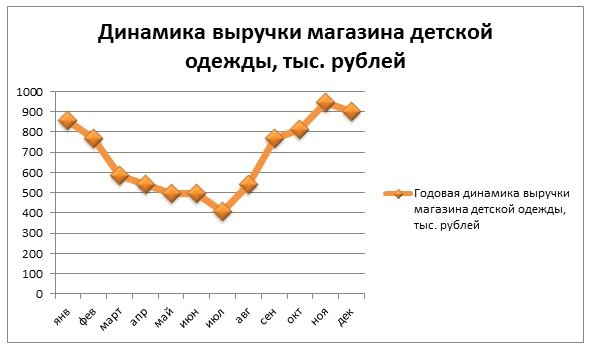 Динамика выручки магазина детской
одежды, тыс. рублей
1000
900
800
700
600
500
400
300
200
100
0
янв
фев
март
апр
май
июн
июл
авг
сен
окт
ноя
дек
Годовая динамика выручки
магазина детской одежды,
тыс. рублей